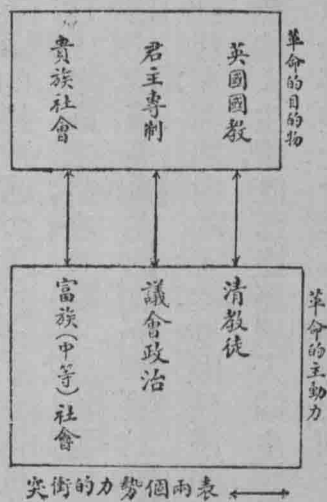 革命的目的物
英國國教
君主專制
貴族社會
革命的主動力
清教徒
議會政治
富族(中等)社會
突衝的力勢個兩表